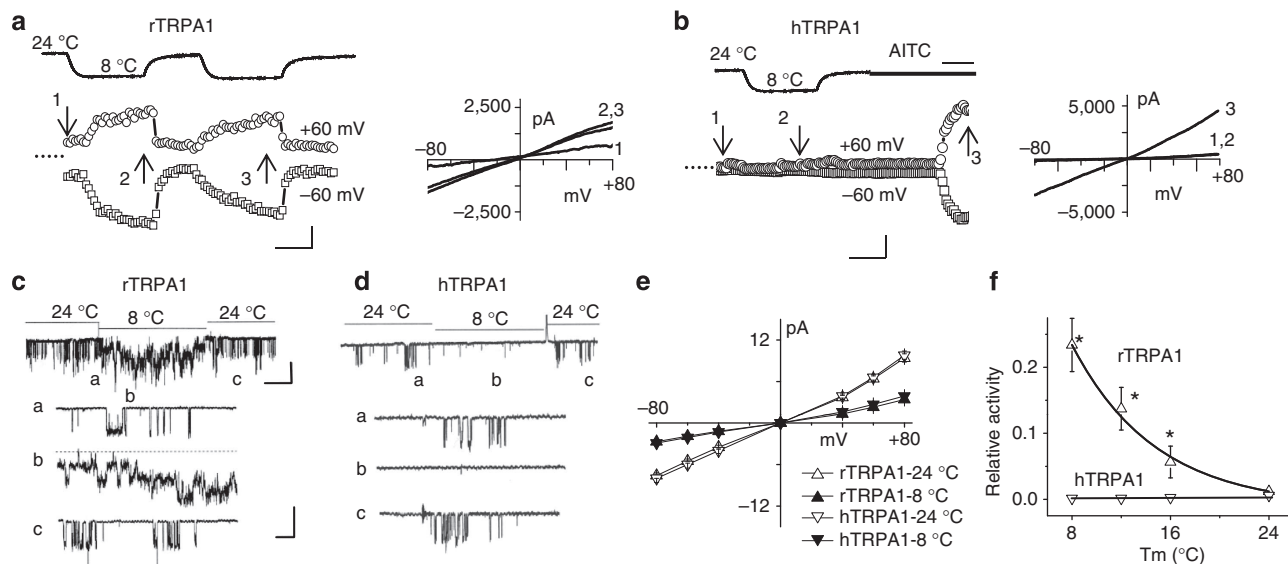 a
rTRPA1
24 °C
8 °C
1
+60 mV
2
3
−60 mV
2,500
pA
2,3
−80
1
mV
+80
−2,500
b
hTRPA1
24 °C
AITC
8 °C
1
2
+60 mV
3
−60 mV
5,000
pA
3
−80
1,2
mV
+80
−5,000
c
rTRPA1
24 °C
8 °C
24 °C
a
b
c
a
b
c
d
hTRPA1
24 °C
8 °C
24 °C
a
b
c
a
b
c
e
12
pA
−80
mV
+80
−12
rTRPA1-24 °C
rTRPA1-8 °C
hTRPA1-24 °C
hTRPA1-8 °C
f
Relative activity
0.2
0.1
0.0
*
rTRPA1
*
*
hTRPA1
8
16
24
Tm (°C)